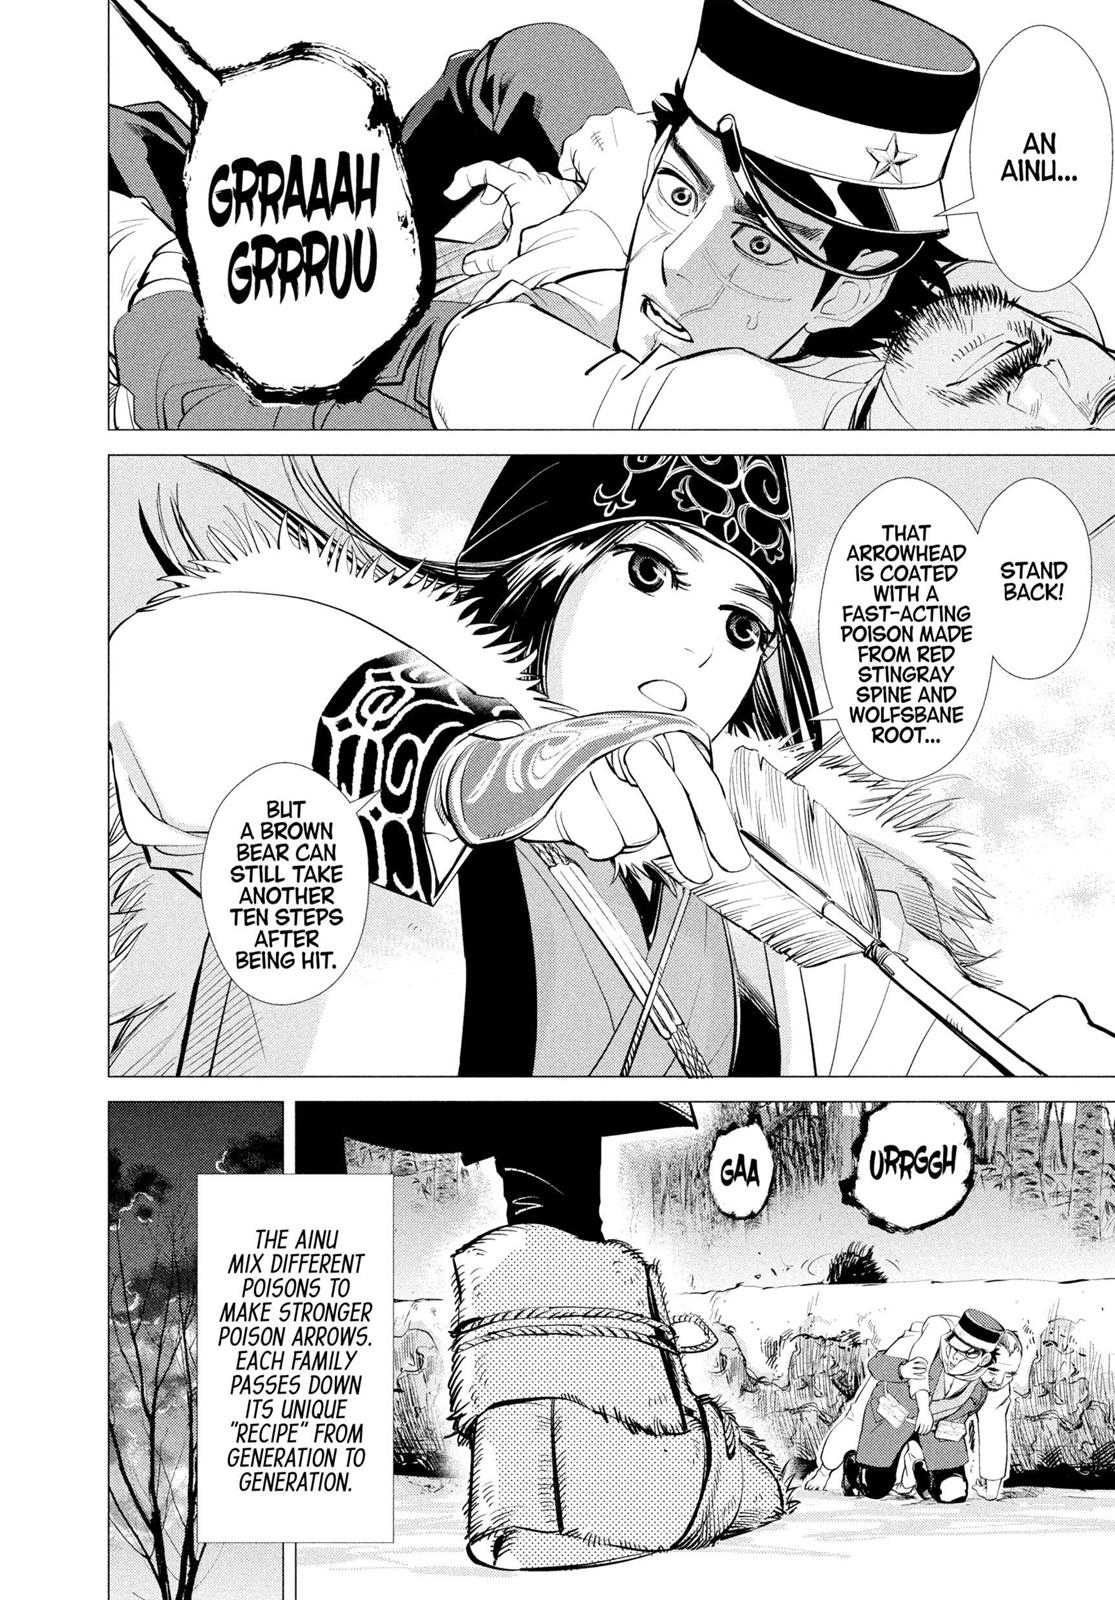 AN
AINU...
GRRAAAH
GRRRUU
STAND
BACK!
THAT
ARROWHEAD
IS COATED
WITH A
FAST-ACTING
POISON MADE
FROM RED
STINGRAY
SPINE AND
WOLFSBANE
ROOT...
BUT
A BROWN
BEAR CAN
STILL TAKE
ANOTHER
TEN STEPS
AFTER
BEING HIT.
URRGGH
GAA
THE AINU
MIX DIFFERENT
POISONS TO
MAKE STRONGER
POISON ARROWS.
EACH FAMILY
PASSES DOWN
ITS UNIQUE
"RECIPE" FROM
GENERATION TO
GENERATION.